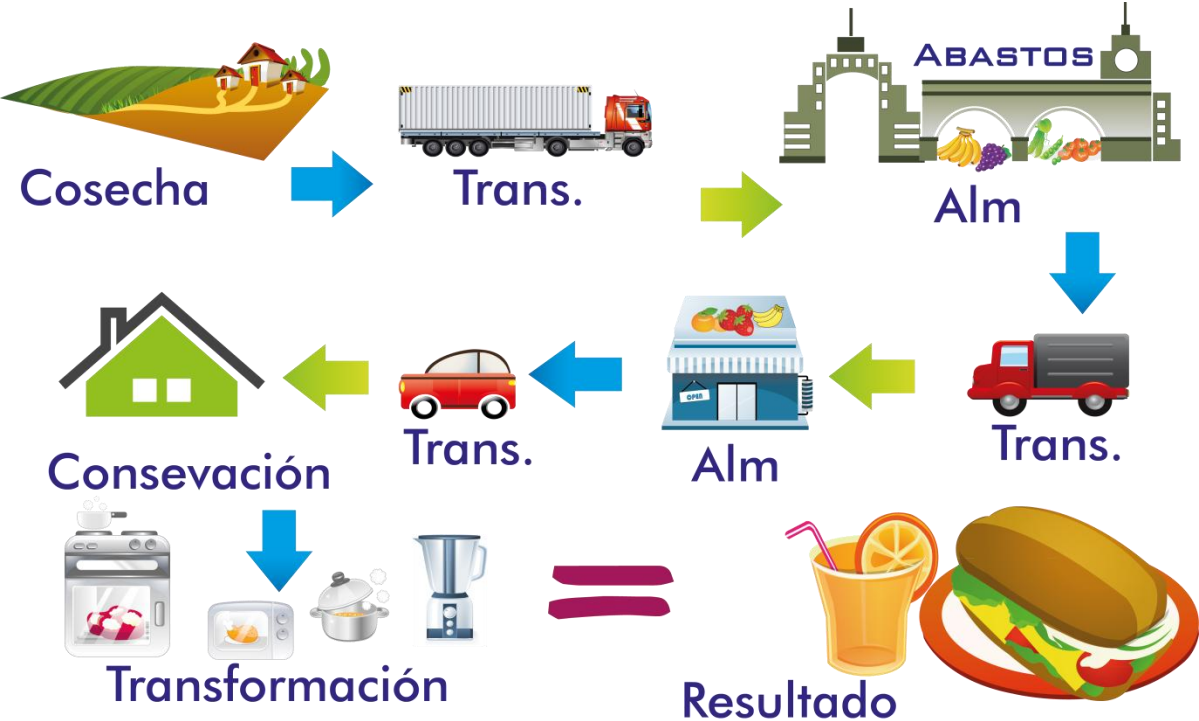 ABASTOS
Cosecha
Trans.
Alm
OPEN
Consevación
Trans.
Alm
Trans.
Transformación
Resultado